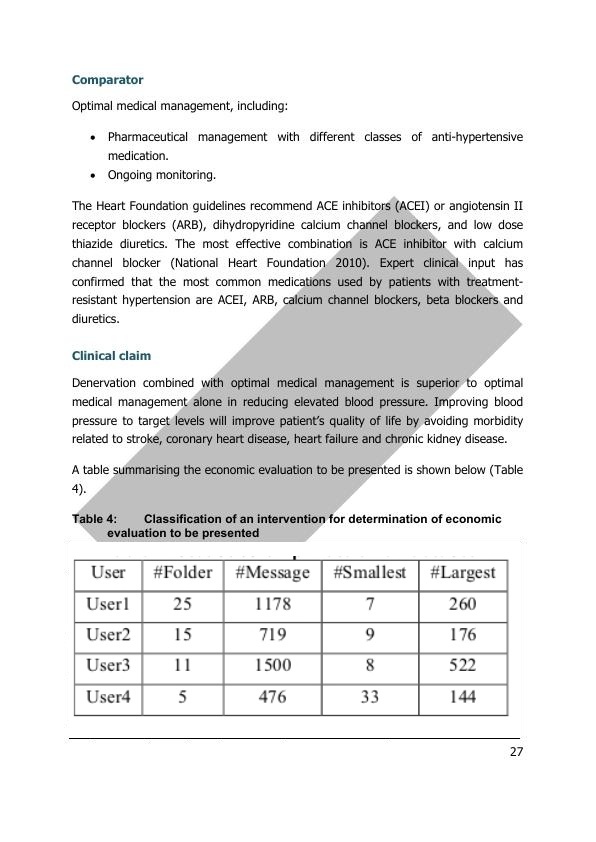 Comparator
Optimal medical management, including:
• Pharmaceutical management with different classes of anti-hypertensive
medication.
• Ongoing monitoring.
The Heart Foundation guidelines recommend ACE inhibitors (ACEI) or angiotensin II
receptor blockers (ARB), dihydropyridine calcium channel blockers, and low dose
thiazide diuretics. The most effective combination is ACE inhibitor with calcium
channel blocker (National Heart Foundation 2010). Expert clinical input has
confirmed that the most common medications used by patients with treatment-
resistant hypertension are ACEI, ARB, calcium channel blockers, beta blockers and
diuretics.
Clinical claim
Denervation combined with optimal medical management is superior to optimal
medical management alone in reducing elevated blood pressure. Improving blood
pressure to target levels will improve patient's quality of life by avoiding morbidity
related to stroke, coronary heart disease, heart failure and chronic kidney disease.
A table summarising the economic evaluation to be presented is shown below (Table
4).
Table 4: Classification of an intervention for determination of economic
evaluation to be presented
User #Folder #Message #Smallest #Largest
User1 25 1178 7 260
User2 15 719 9 176
User3 11 1500 8 522
User4 5 476 33 144
27